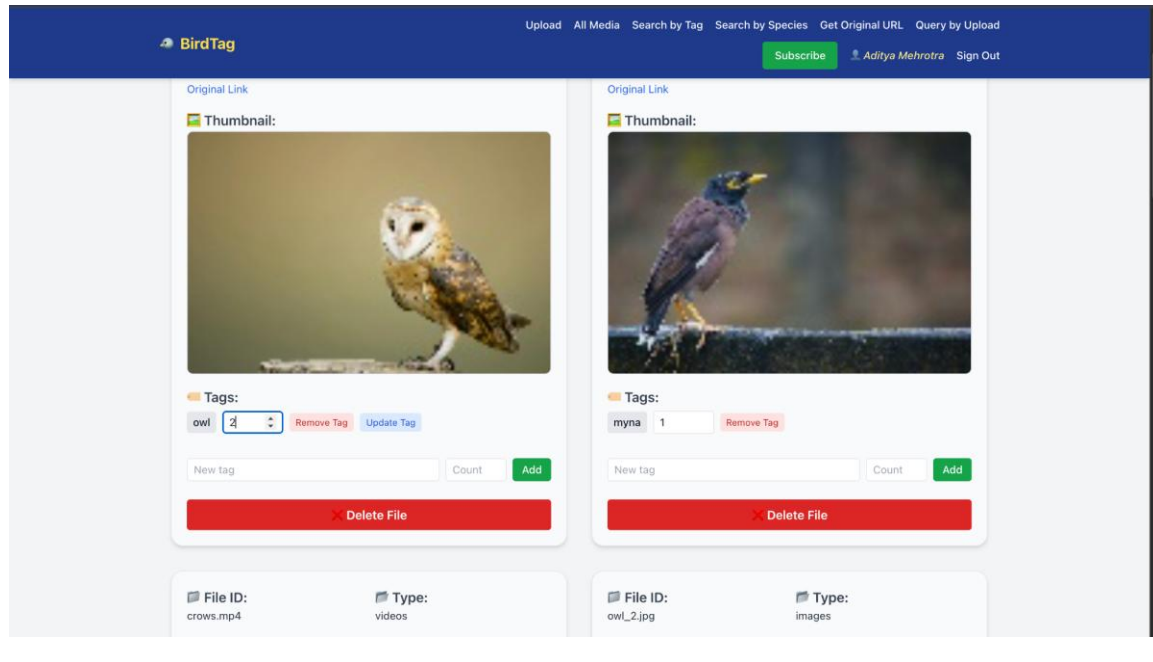 Upload All Media Search by Tag Search by Species Get Original URL Query by Upload
BirdTag
Subscribe Aditya Mehrotra Sign Out
Original Link
Thumbnail:
Tags:
owl 2 Remove Tag Update Tag
New tag Count Add
Delete File
Original Link
Thumbnail:
Tags:
myna 1 Remove Tag
New tag Count Add
Delete File
File ID: Type:
crows.mp4 videos
File ID: Type:
owl_2.jpg images